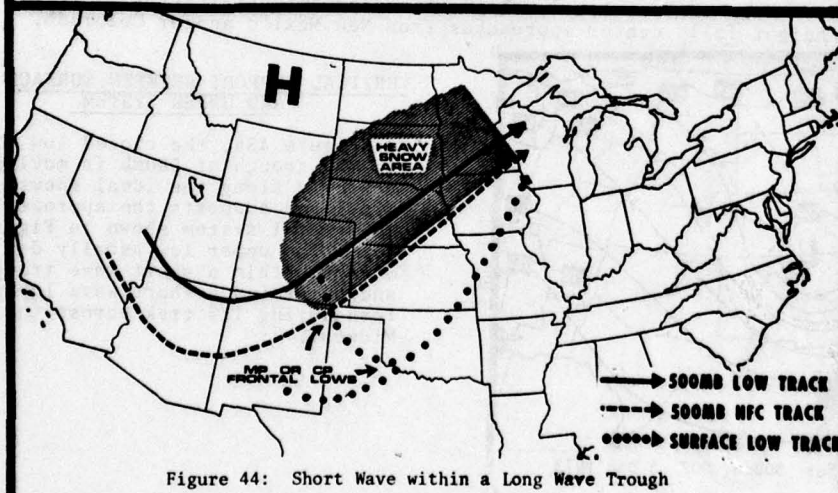 H
HEAVY
SNOW
AREA
MP OR CP
FRONTAL LOWS
500MB LOW TRACK
500MB HFC TRACK
SURFACE LOW TRACK
Figure 44: Short Wave within a Long Wave Trough